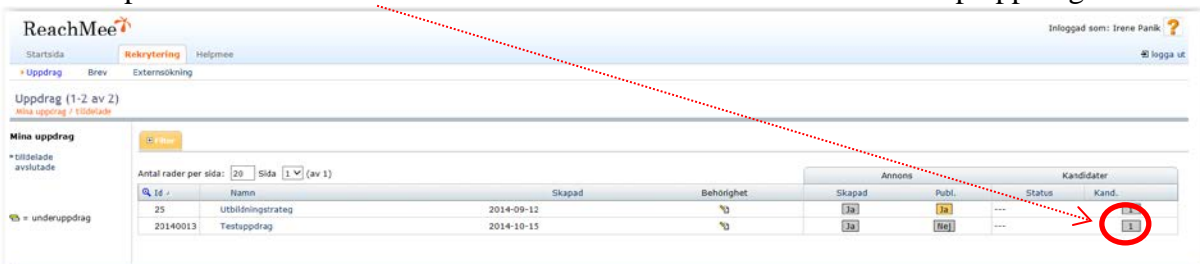 ReachMee
Inloggad som: Irene Panik ?
Startsida Rekrytering Helpmee logga ut
Uppdrag Brev Externsökning
Uppdrag (1-2 av 2)
Mina uppdrag / tilldelade
Mina uppdrag
Filter
tilldelade
avslutade
Antal rader per sida: 20 Sida 1 (av 1)
Annons Kandidater
Id Namn Skapad Behörighet Skapad Publ. Status Kand.
25 Utbildningstrateg 2014-09-12 Ja Ja --- 1
= underuppdrag
20140013 Testuppdrag 2014-10-15 Ja Nej --- 1